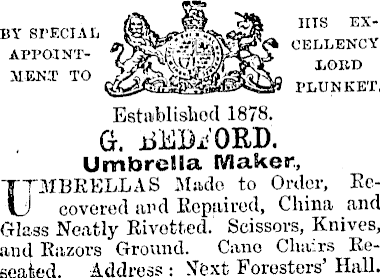 BY SPECIAL
APPOINT-
MENT TO
HIS EX-
CELLENCY
LORD
PLUNKET.
Established 1878.
G. BEDFORD.
Umbrella Maker,
UMBRELLAS Made to Order, Re-
covered and Repaired, China and
Glass Neatly Rivetted. Scissors, Knives,
and Razors Ground. Cane Chairs Re-
seated. Address: Next Foresters' Hall.